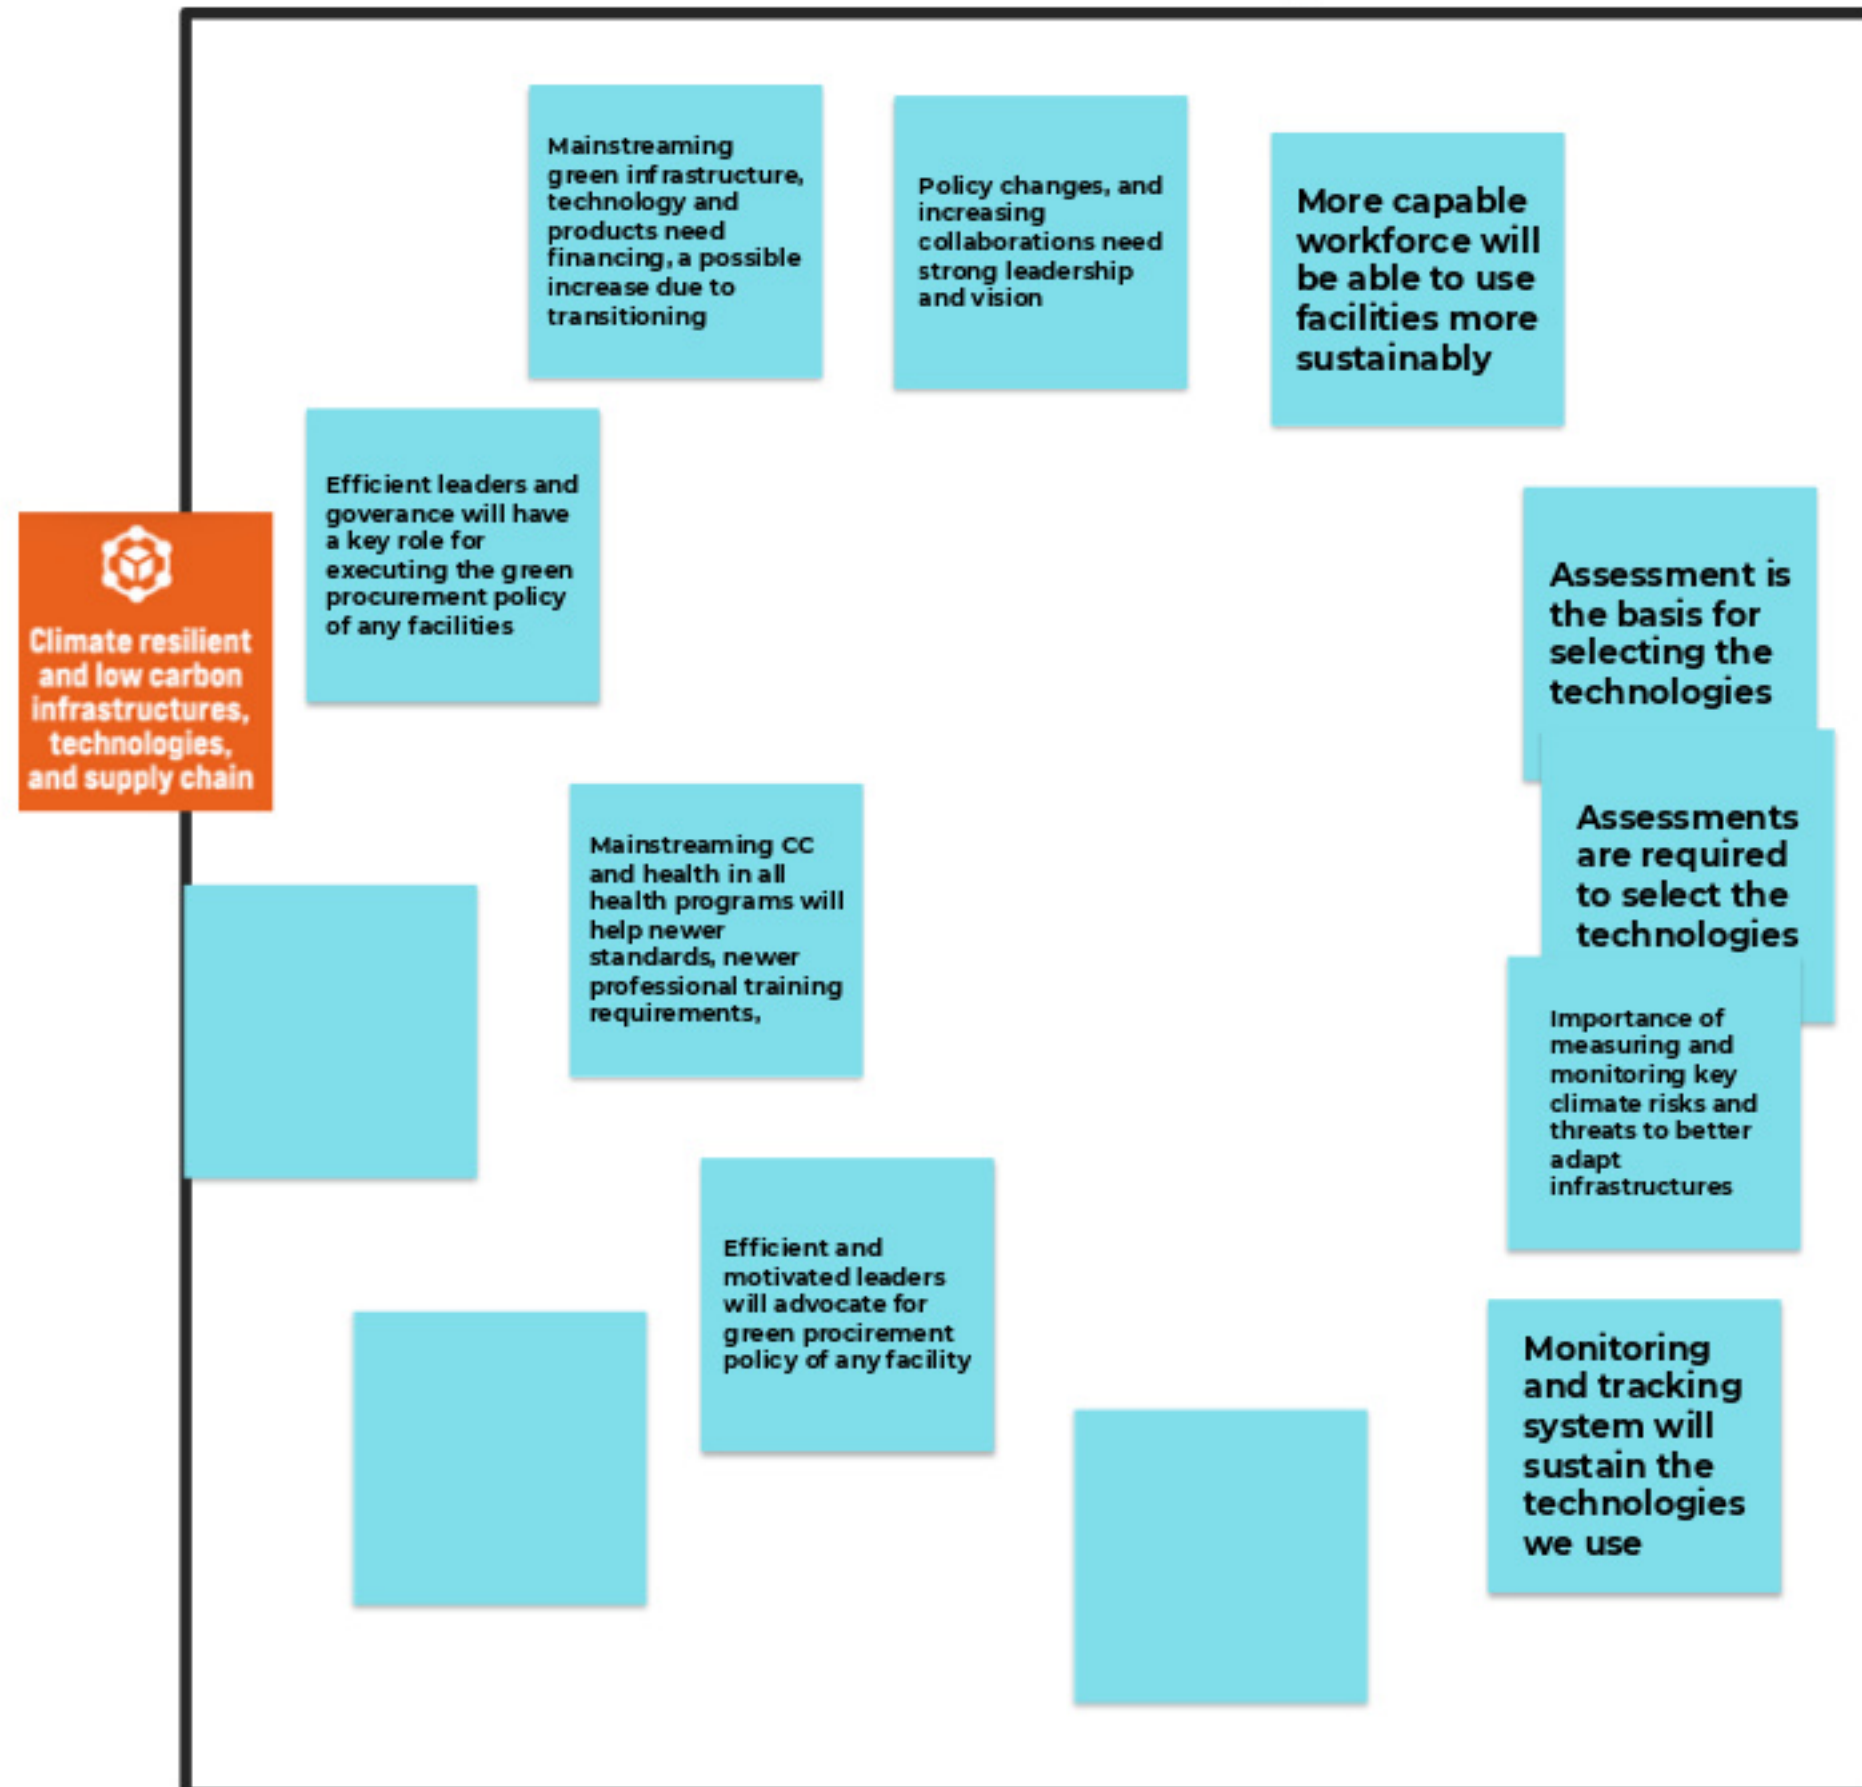 Mainstreaming
green infrastructure,
technology and
products need
financing, a possible
increase due to
transitioning
Policy changes, and
increasing
collaborations need
strong leadership
and vision
More capable
workforce will
be able to use
facilities more
sustainably
Efficient leaders and
goverance will have
a key role for
executing the green
procurement policy
of any facilities
Climate resilient
and low carbon
infrastructures,
technologies,
and supply chain
Assessment is
the basis for
selecting the
technologies
Assessments
are required
to select the
technologies
Mainstreaming CC
and health in all
health programs will
help newer
standards, newer
professional training
requirements,
Importance of
measuring and
monitoring key
climate risks and
threats to better
adapt
infrastructures
Efficient and
motivated leaders
will advocate for
green procirement
policy of any facility
Monitoring
and tracking
system will
sustain the
technologies
we use